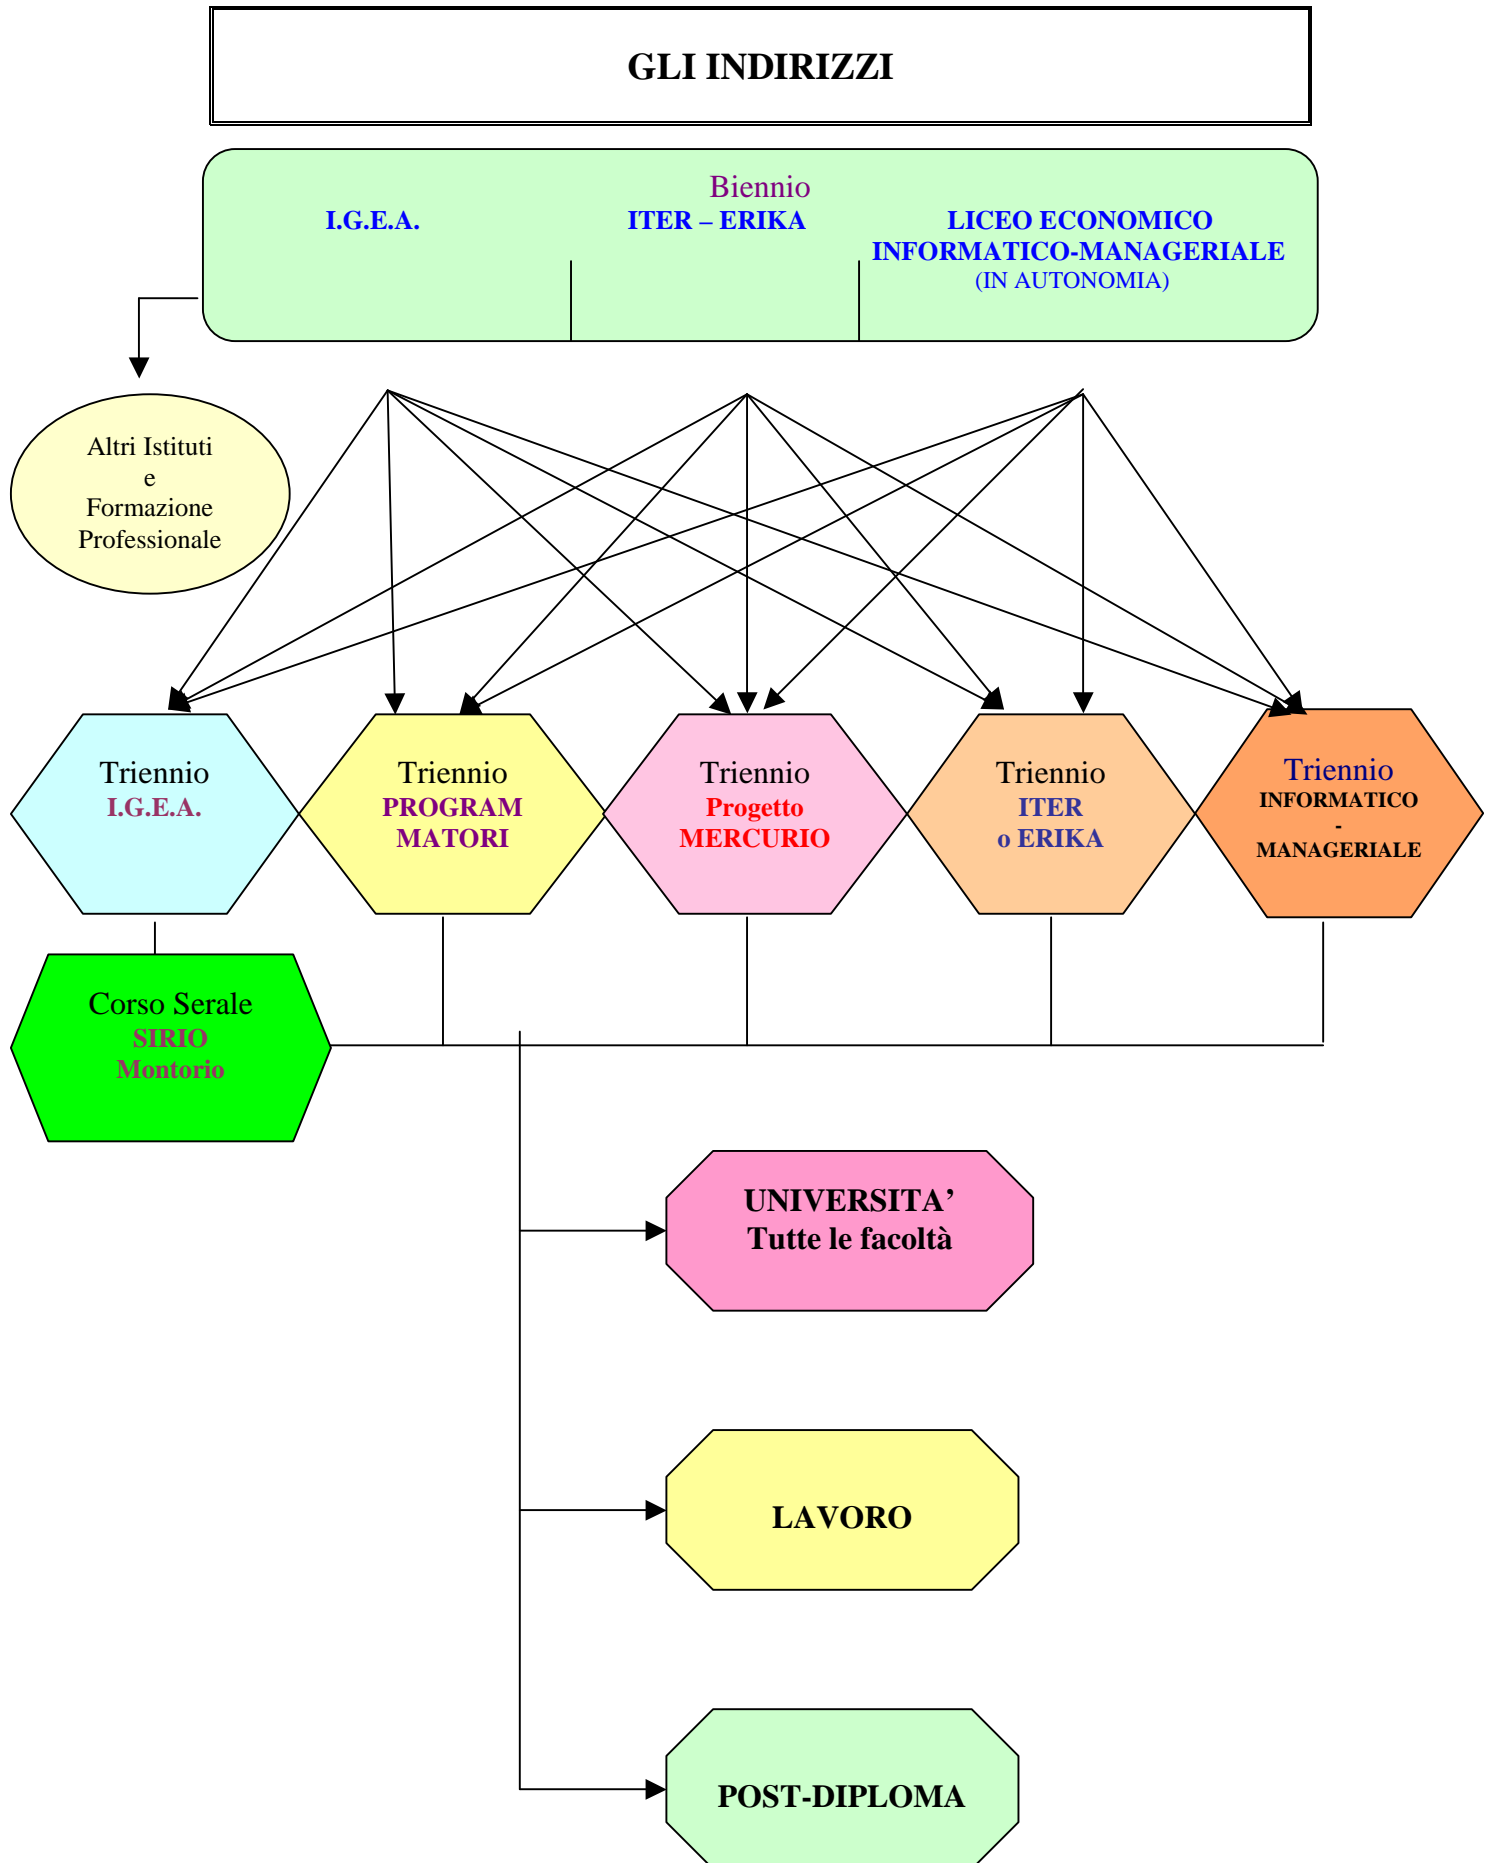 GLI INDIRIZZI
Biennio
I.G.E.A.
ITER – ERIKA
LICEO ECONOMICO
INFORMATICO-MANAGERIALE
(IN AUTONOMIA)
Altri Istituti
e
Formazione
Professionale
Triennio
I.G.E.A.
Triennio
PROGRAM
MATORI
Triennio
Progetto
MERCURIO
Triennio
ITER
o ERIKA
Triennio
INFORMATICO
-
MANAGERIALE
Corso Serale
SIRIO
Montorio
UNIVERSITA’
Tutte le facoltà
LAVORO
POST-DIPLOMA